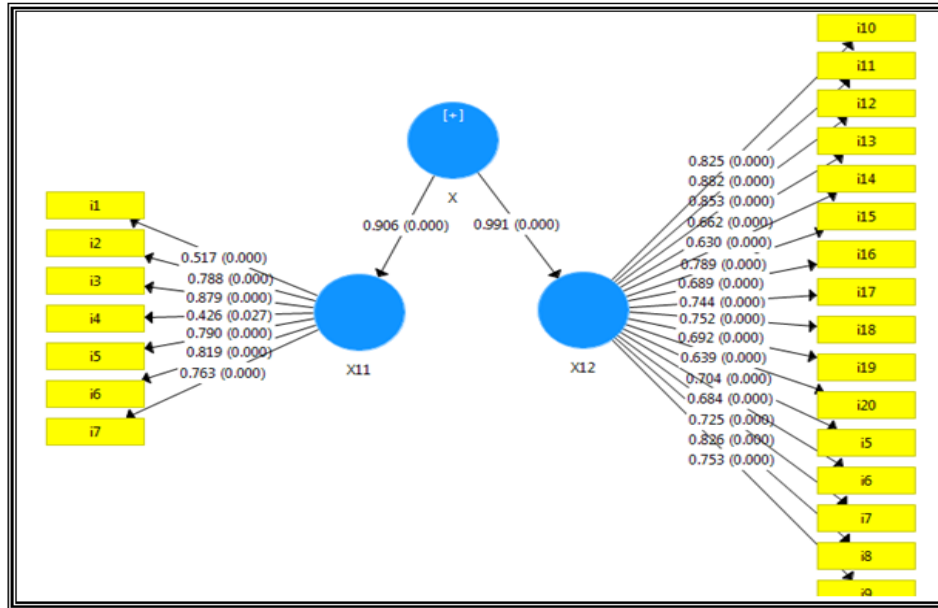 i10
i11
i12
i13
i14
i15
i16
i17
i18
i19
i20
i5
i6
i7
i8
i9
[+]
X
0.906 (0.000)
0.991 (0.000)
i1
i2
i3
i4
i5
i6
i7
0.517 (0.000)
0.788 (0.000)
0.879 (0.000)
0.426 (0.027)
0.790 (0.000)
0.819 (0.000)
0.763 (0.000)
X11
X12
0.825 (0.000)
0.882 (0.000)
0.853 (0.000)
0.662 (0.000)
0.630 (0.000)
0.789 (0.000)
0.689 (0.000)
0.744 (0.000)
0.752 (0.000)
0.692 (0.000)
0.639 (0.000)
0.704 (0.000)
0.684 (0.000)
0.725 (0.000)
0.826 (0.000)
0.753 (0.000)